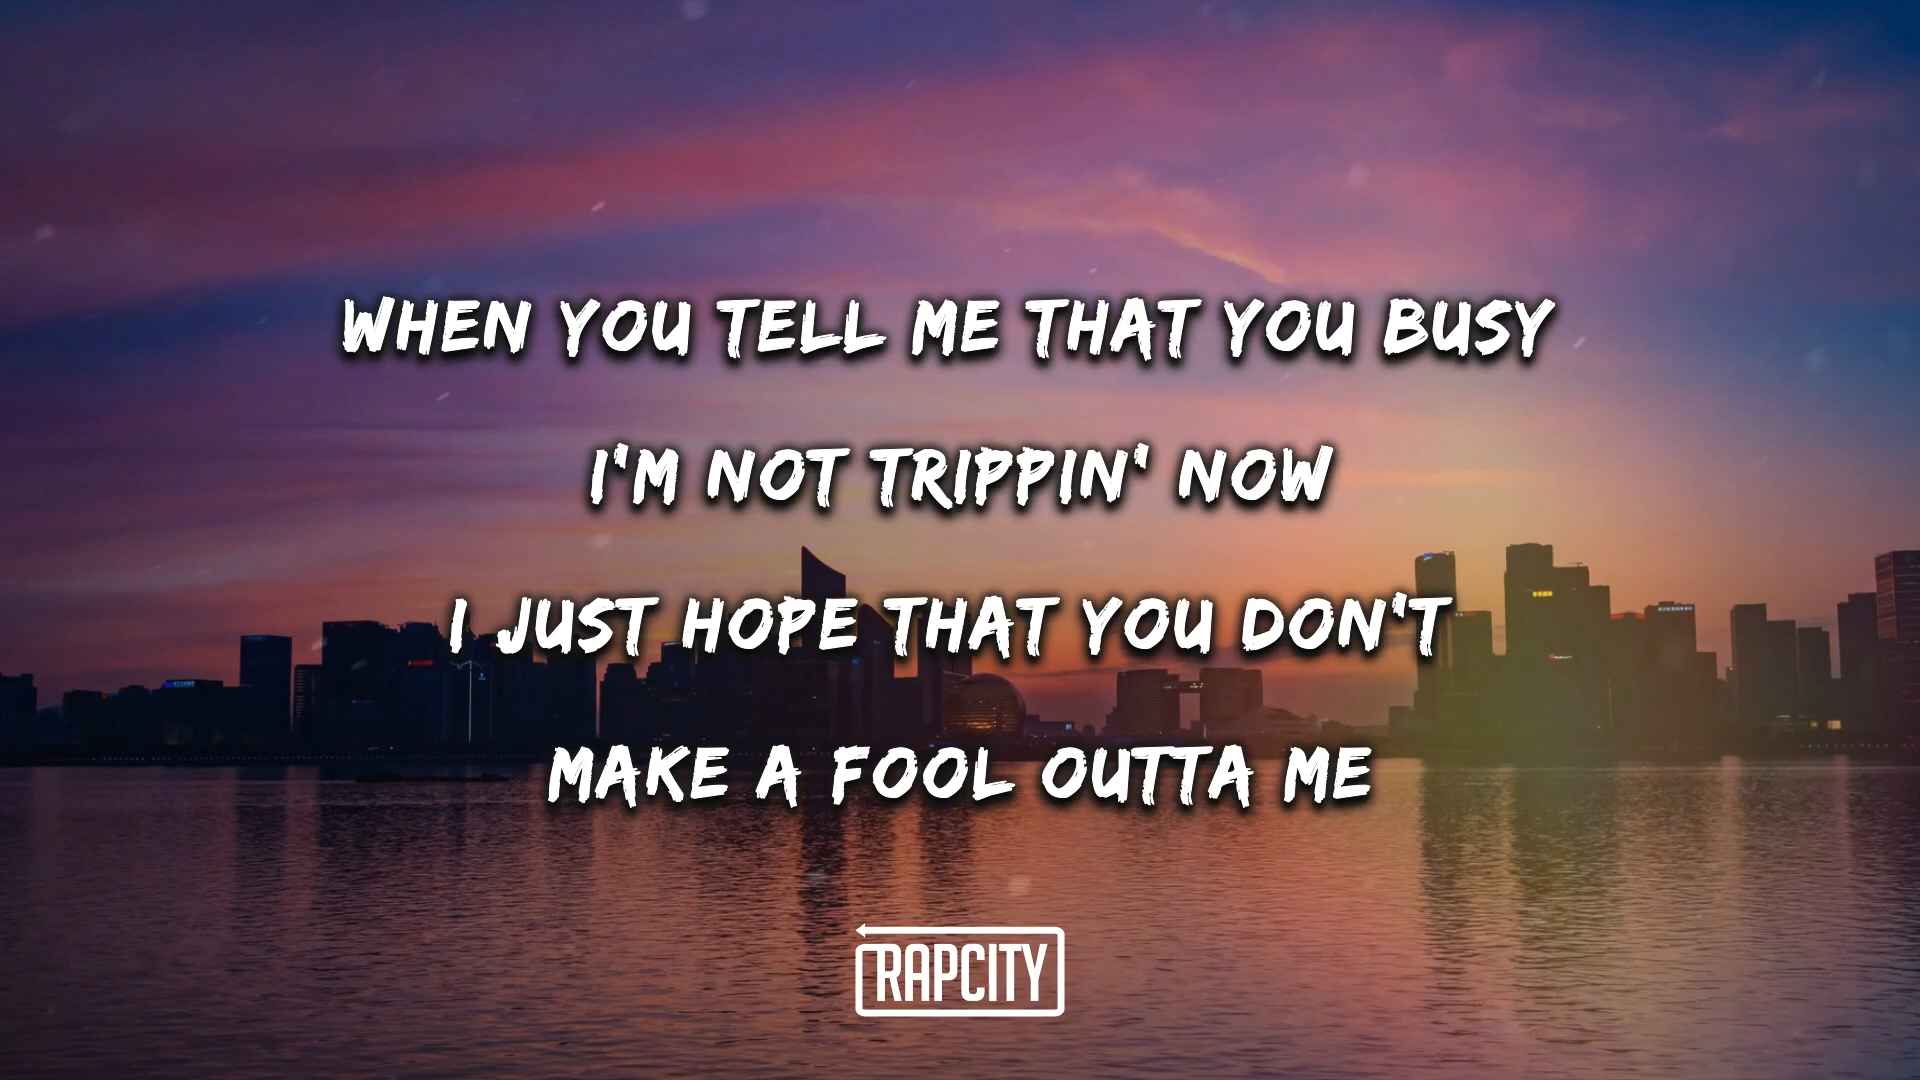 WHEN YOU TELL ME THAT YOU BUSY
I'M NOT TRIPPIN' NOW
I JUST HOPE THAT YOU DON'T
MAKE A FOOL OUTTA ME
RAPCITY